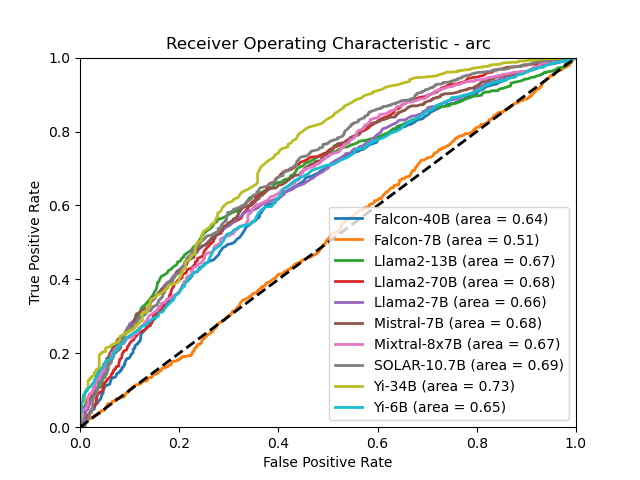 Receiver Operating Characteristic - arc
True Positive Rate
1.0
0.8
0.6
0.4
0.2
0.0
Falcon-40B (area = 0.64)
Falcon-7B (area = 0.51)
Llama2-13B (area = 0.67)
Llama2-70B (area = 0.68)
Llama2-7B (area = 0.66)
Mistral-7B (area = 0.68)
Mixtral-8x7B (area = 0.67)
SOLAR-10.7B (area = 0.69)
Yi-34B (area = 0.73)
Yi-6B (area = 0.65)
0.0 0.2 0.4 0.6 0.8 1.0
False Positive Rate